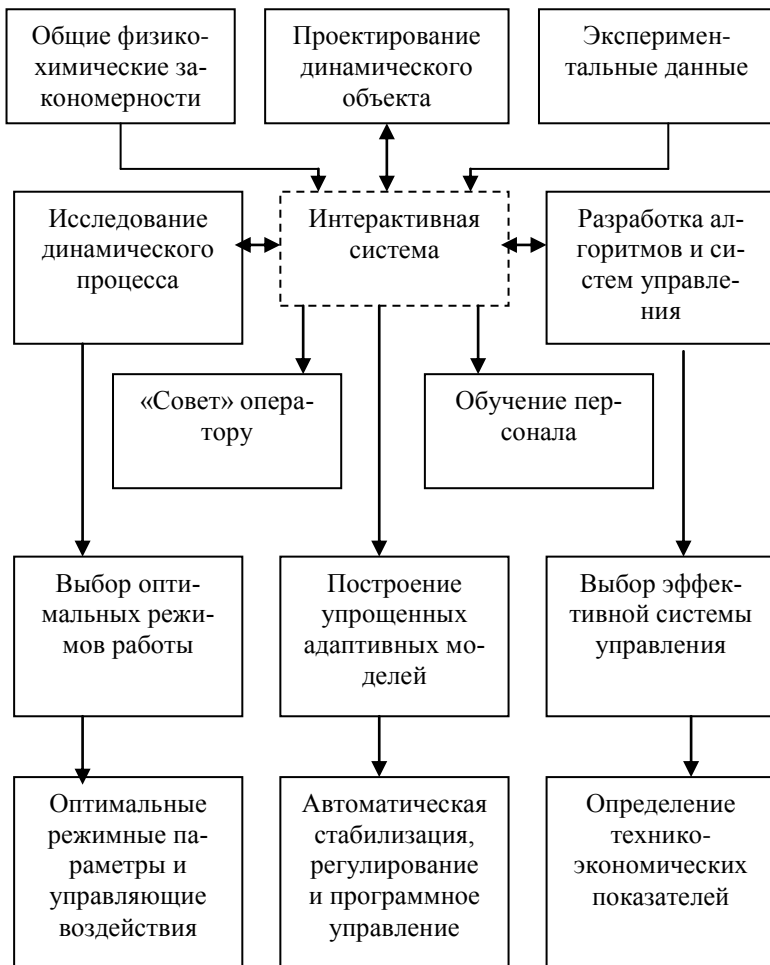 Общие физико-
химические за-
кономерности
Проектирование
динамического
объекта
Эксперимен-
тальные данные
Исследование
динамического
процесса
Интерактивная
система
Разработка ал-
горитмов и сис-
тем управле-
ния
«Совет» опера-
тору
Обучение пер-
сонала
Выбор опти-
мальных режи-
мов работы
Построение
упрощенных
адаптивных мо-
делей
Выбор эффек-
тивной системы
управления
Оптимальные
режимные па-
раметры и
управляющие
воздействия
Автоматическая
стабилизация,
регулирование
и программное
управление
Определение
технико-
экономических
показателей